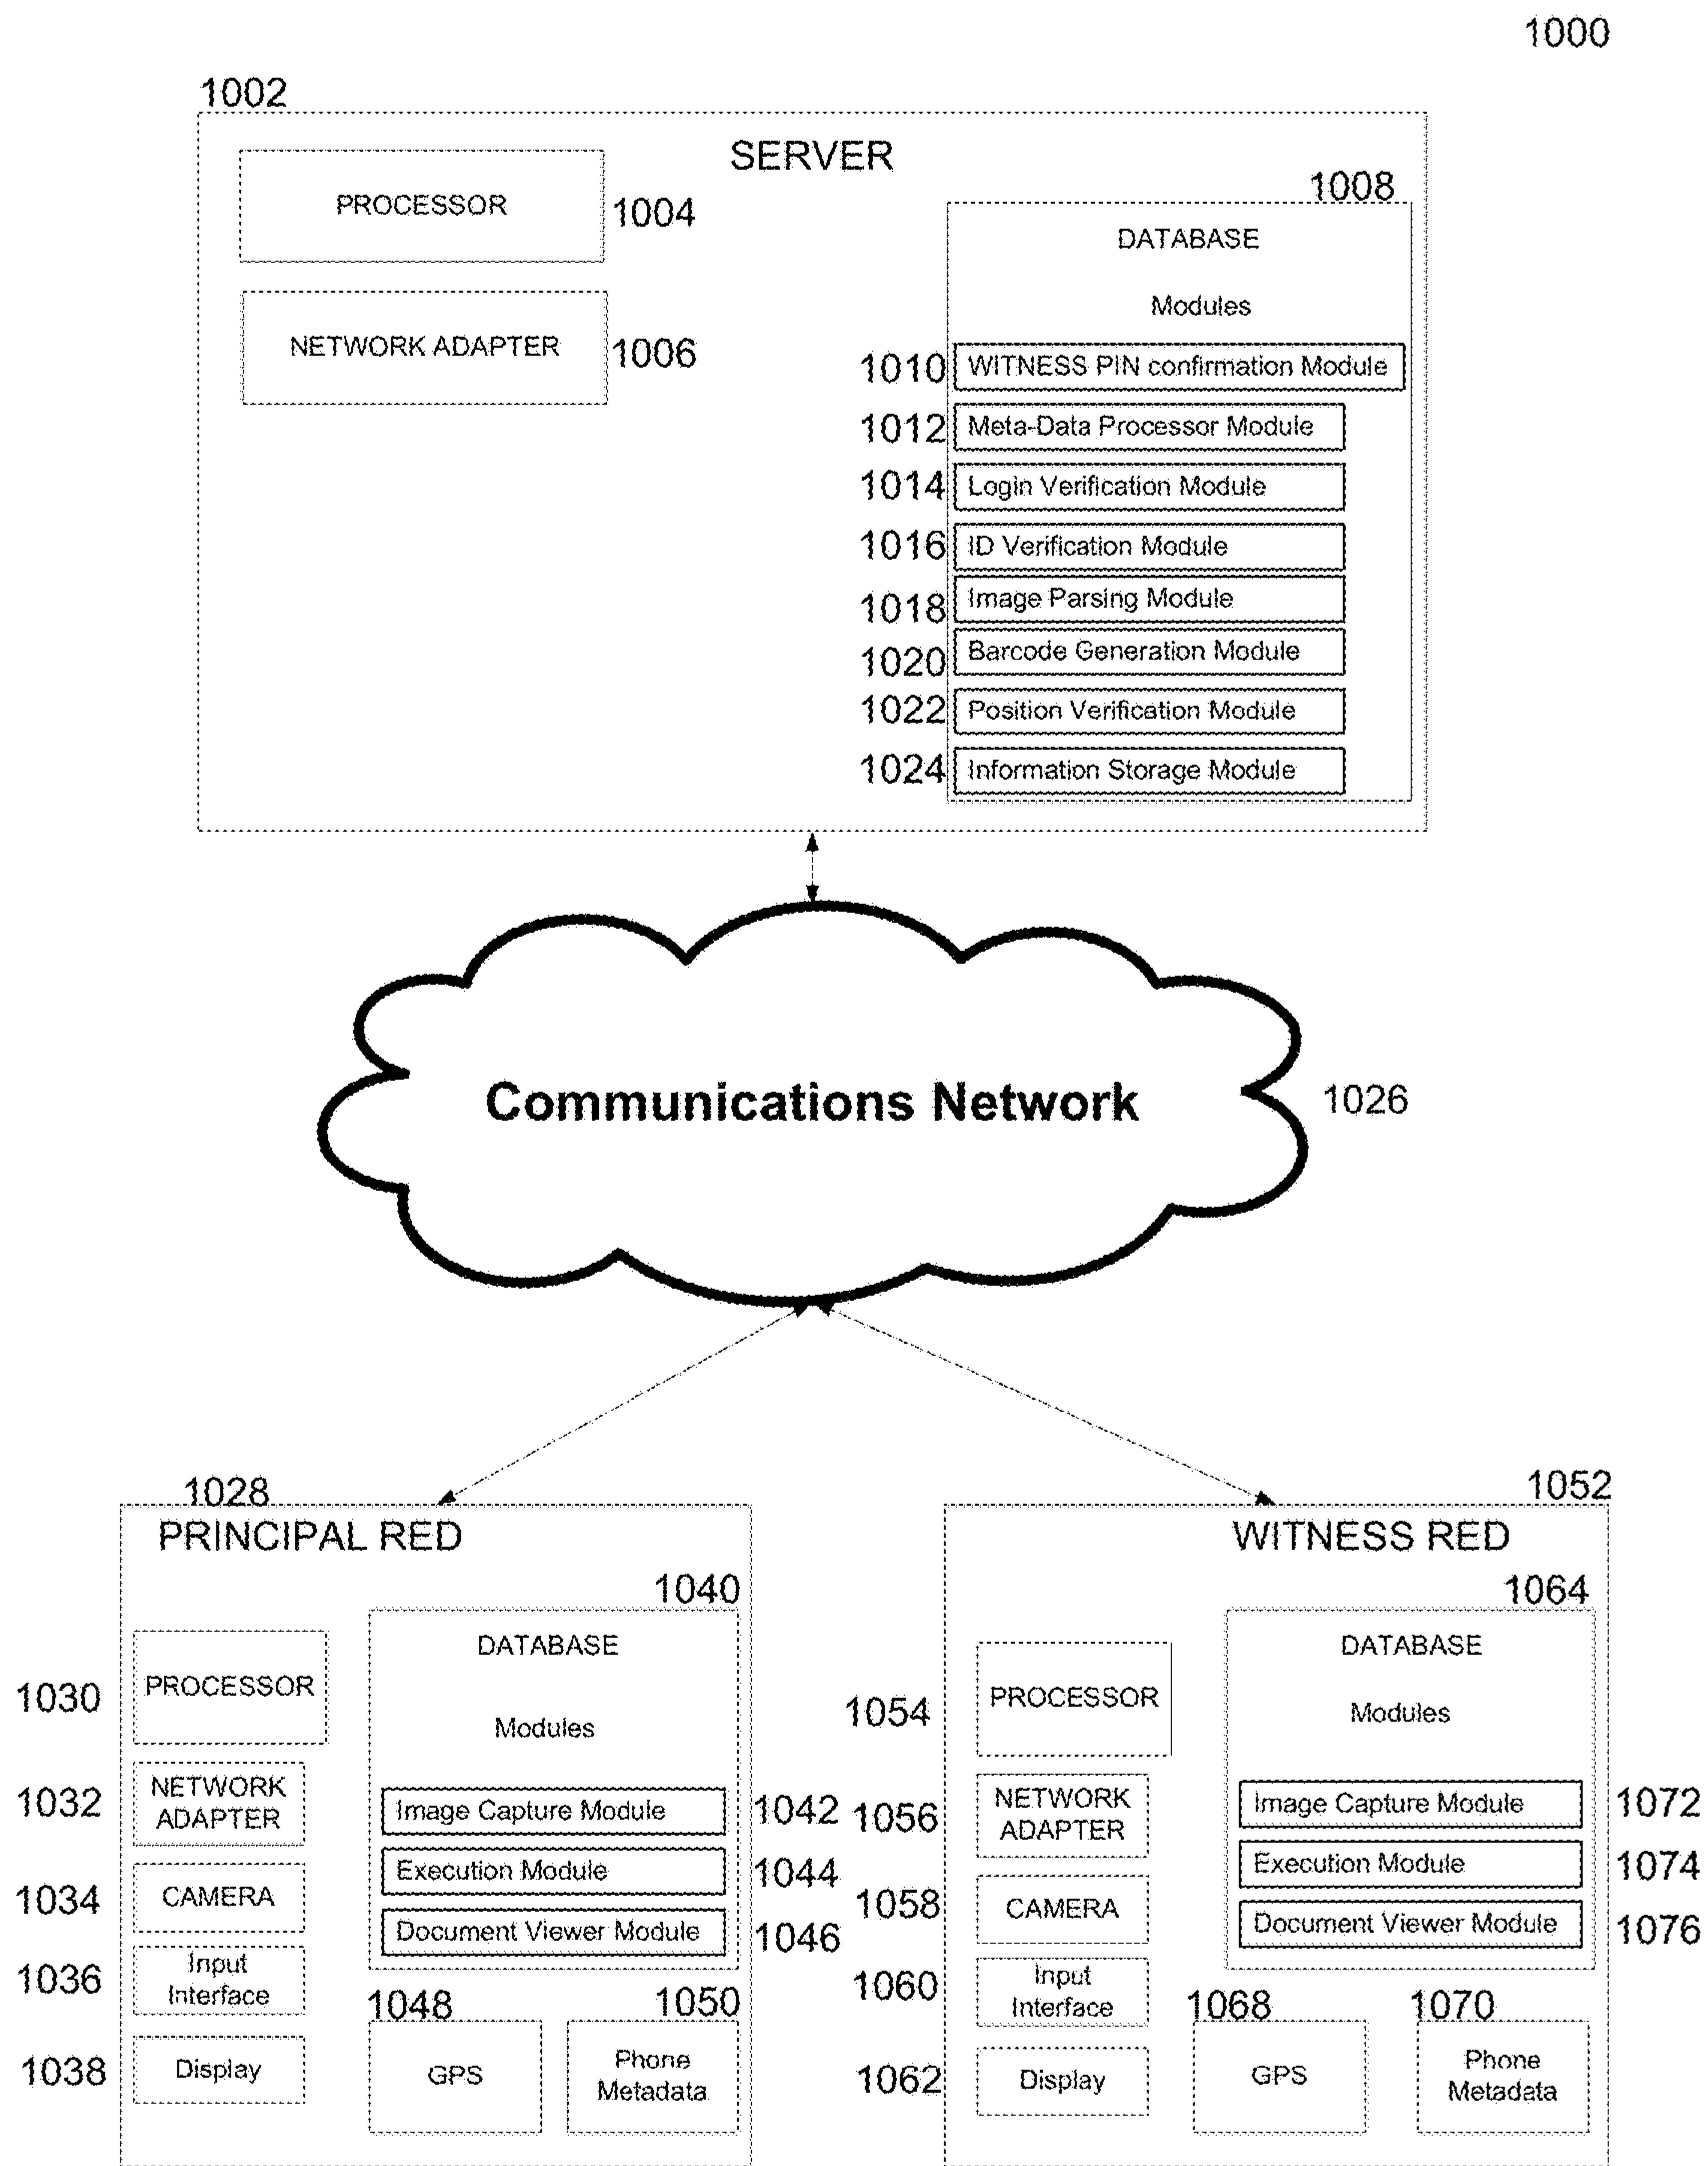 1000
1002
SERVER
PROCESSOR
1004
NETWORK ADAPTER
1006
1008
DATABASE
Modules
1010
WITNESS PIN confirmation Module
1012
Meta-Data Processor Module
1014
Login Verification Module
1016
ID Verification Module
1018
Image Parsing Module
1020
Barcode Generation Module
1022
Position Verification Module
1024
Information Storage Module
Communications Network
1026
1028
PRINCIPAL RED
1030
PROCESSOR
1032
NETWORK
ADAPTER
1034
CAMERA
1036
Input
Interface
1038
Display
1040
DATABASE
Modules
Image Capture Module
1042
Execution Module
1044
Document Viewer Module
1046
1048
GPS
1050
Phone
Metadata
1052
WITNESS RED
1054
PROCESSOR
1056
NETWORK
ADAPTER
1058
CAMERA
1060
Input
Interface
1062
Display
1064
DATABASE
Modules
Image Capture Module
1072
Execution Module
1074
Document Viewer Module
1076
1068
GPS
1070
Phone
Metadata